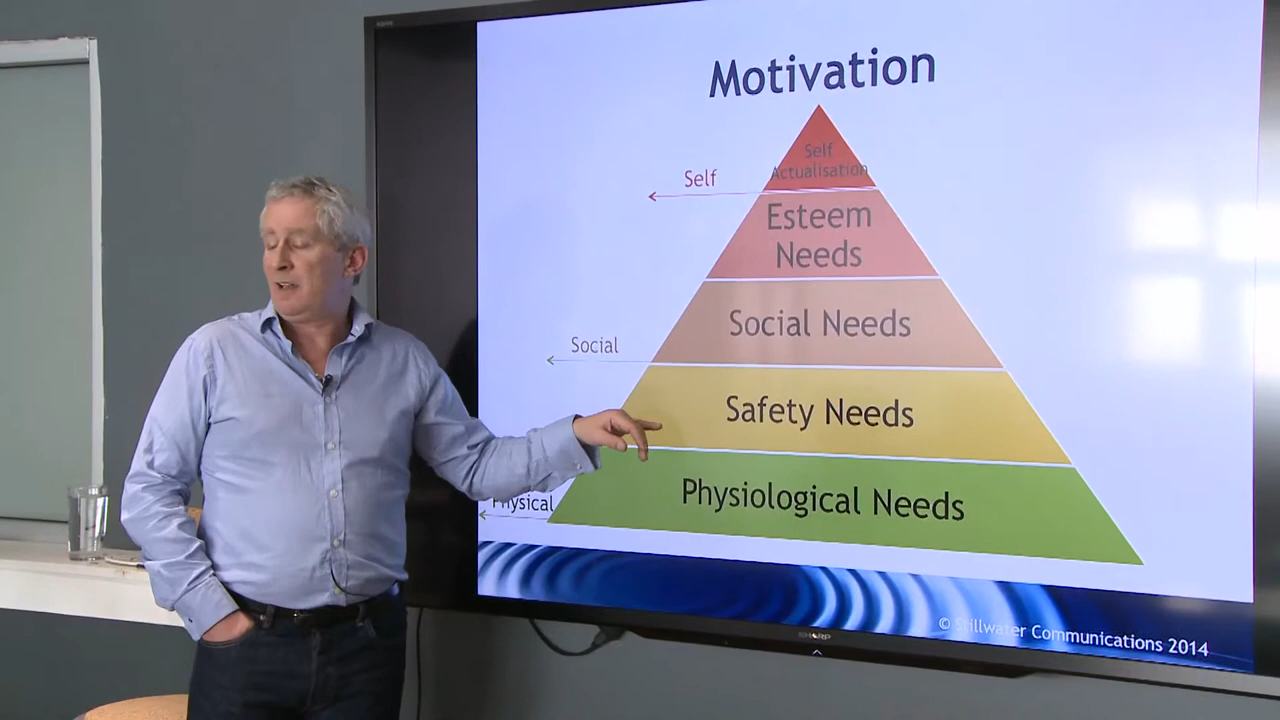 Motivation
Self
Actualisation
Self
Esteem
Needs
Social Needs
Social
Safety Needs
Physiological Needs
Physical
© Stillwater Communications 2014
SHARP